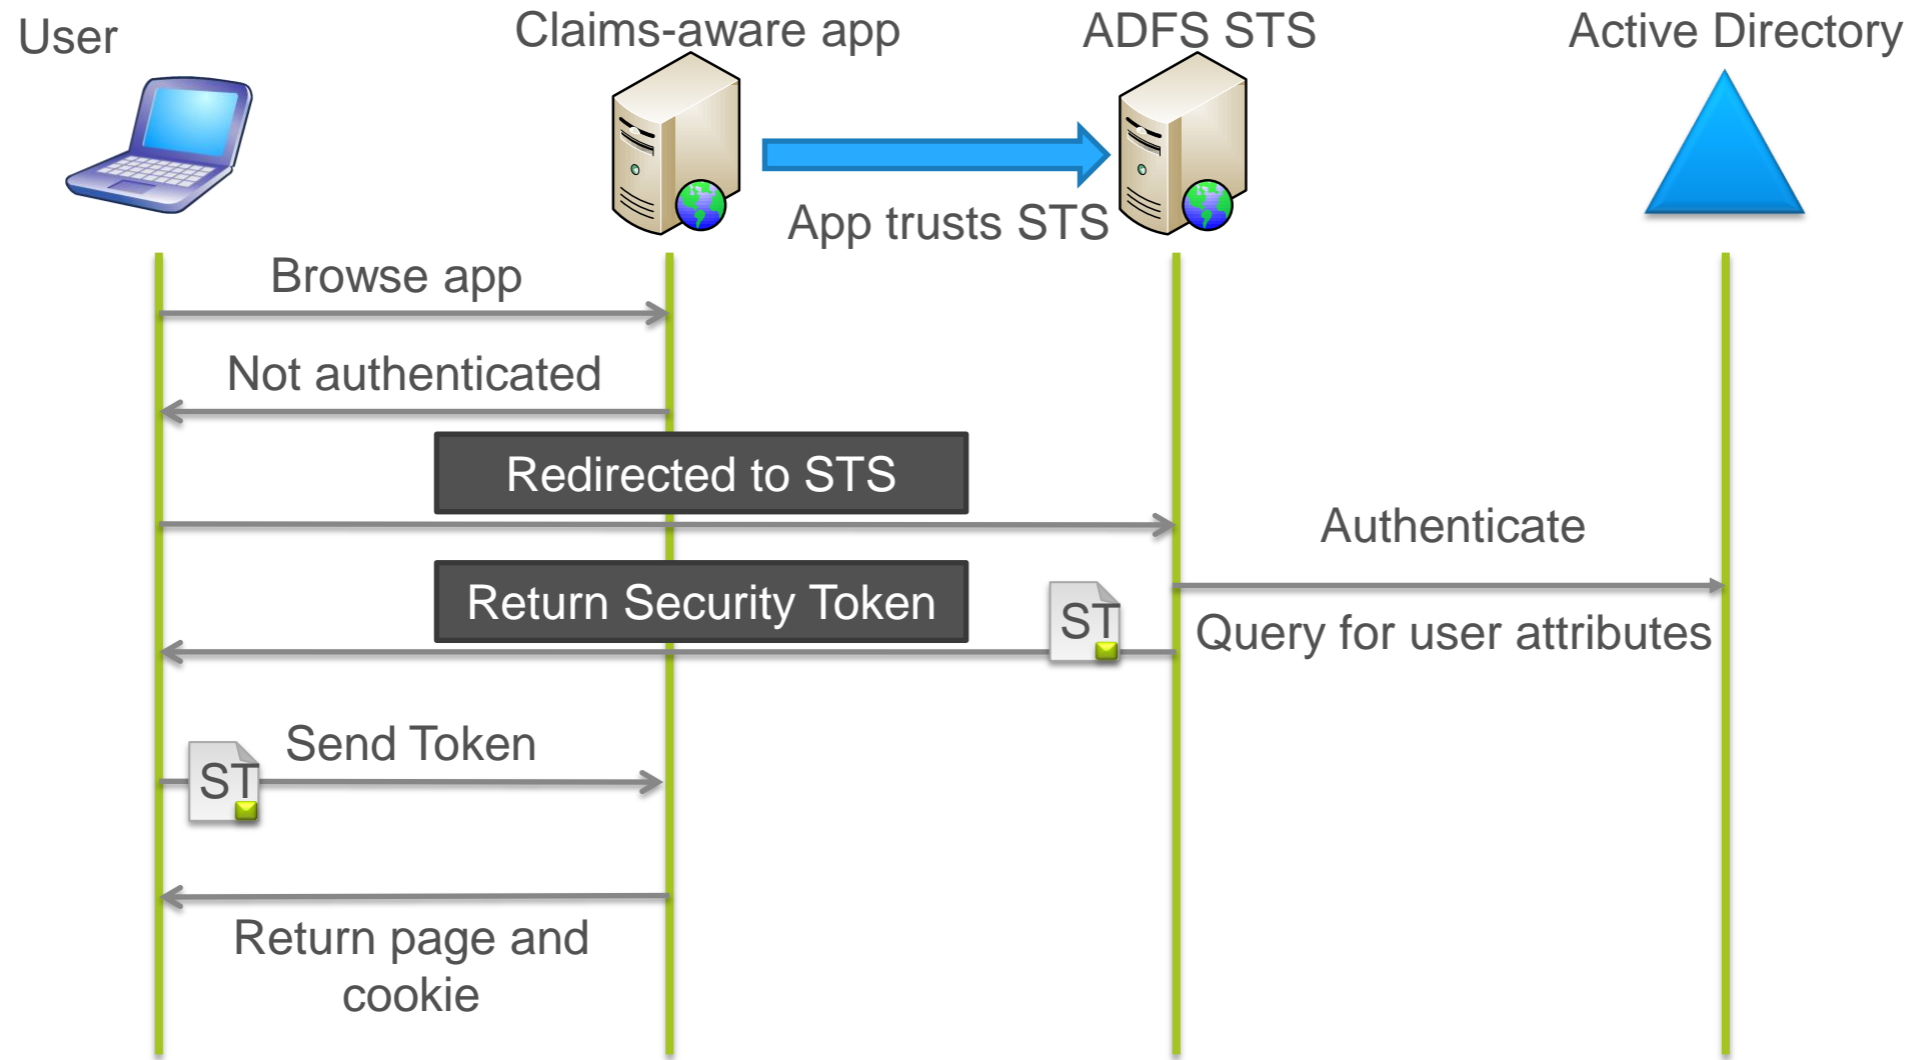 User
Claims-aware app
ADFS STS
Active Directory
App trusts STS
Browse app
Not authenticated
Redirected to STS
Authenticate
Return Security Token
ST
Query for user attributes
Send Token
ST
Return page and
cookie